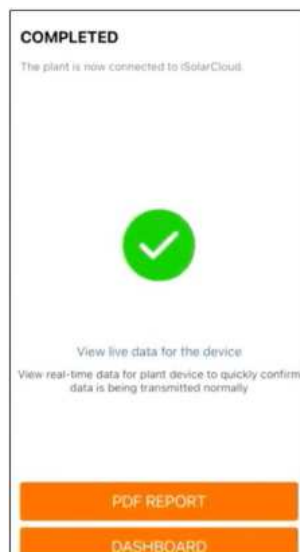 COMPLETED
The plant is now connected to iSolarCloud.
View live data for the device
View real-time data for plant device to quickly confirm
data is being transmitted normally
PDF REPORT
DASHBOARD